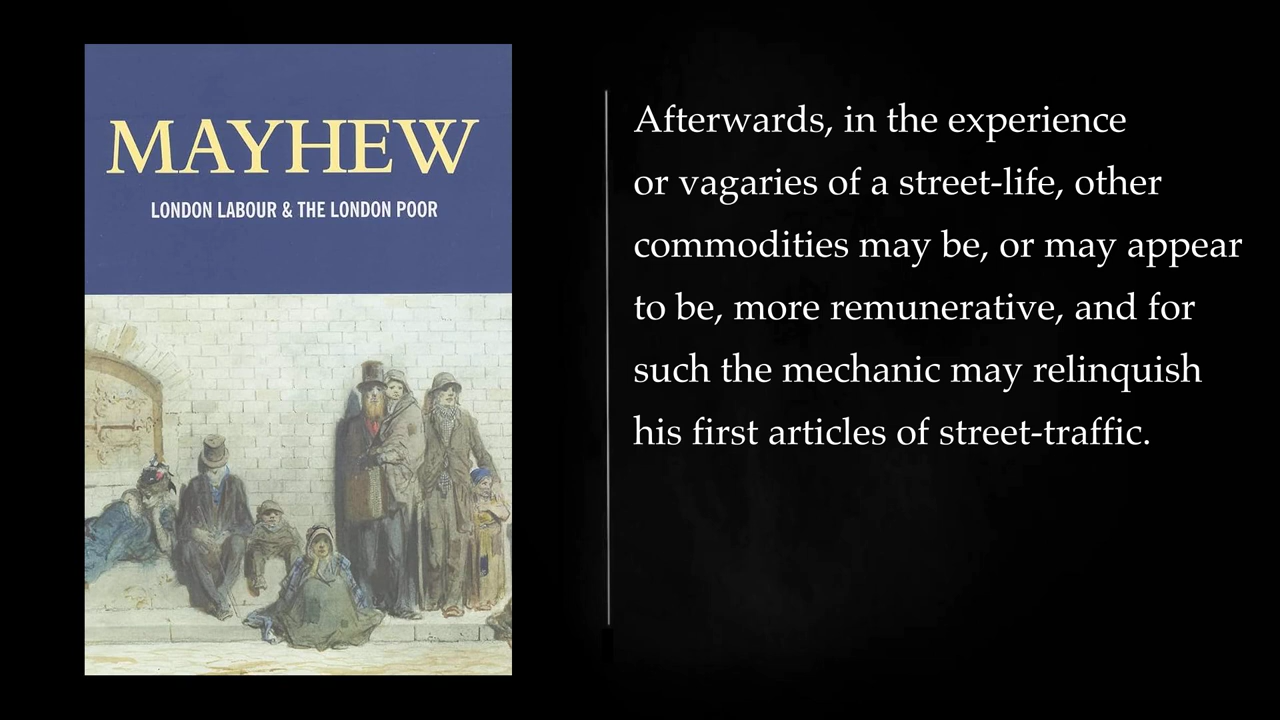 MAYHEW
LONDON LABOUR & THE LONDON POOR
Afterwards, in the experience
or vagaries of a street-life, other
commodities may be, or may appear
to be, more remunerative, and for
such the mechanic may relinquish
his first articles of street-traffic.